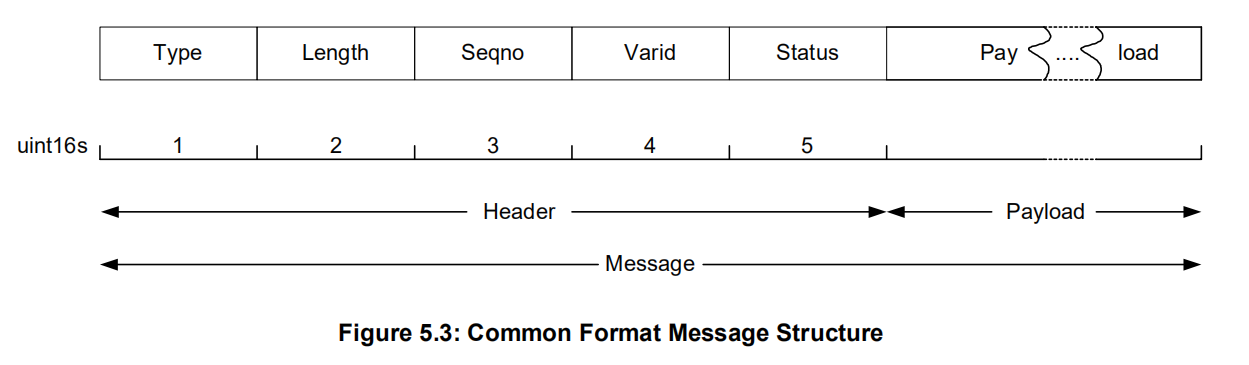 Type Length Seqno Varid Status Pay .... load
uint16s 1 2 3 4 5
Header Payload
Message
Figure 5.3: Common Format Message Structure